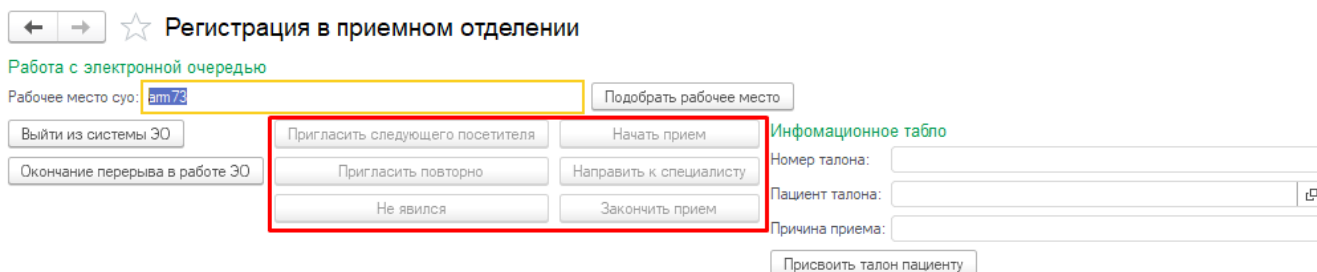 Регистрация в приемном отделении
Работа с электронной очередью
Рабочее место суо: arm73 Подобрать рабочее место
Выйти из системы ЭО Пригласить следующего посетителя Начать прием Инфомационное табло
Окончание перерыва в работе ЭО Пригласить повторно Направить к специалисту Номер талона:
Пациент талона:
Не явился Закончить прием
Причина приема:
Присвоить талон пациенту